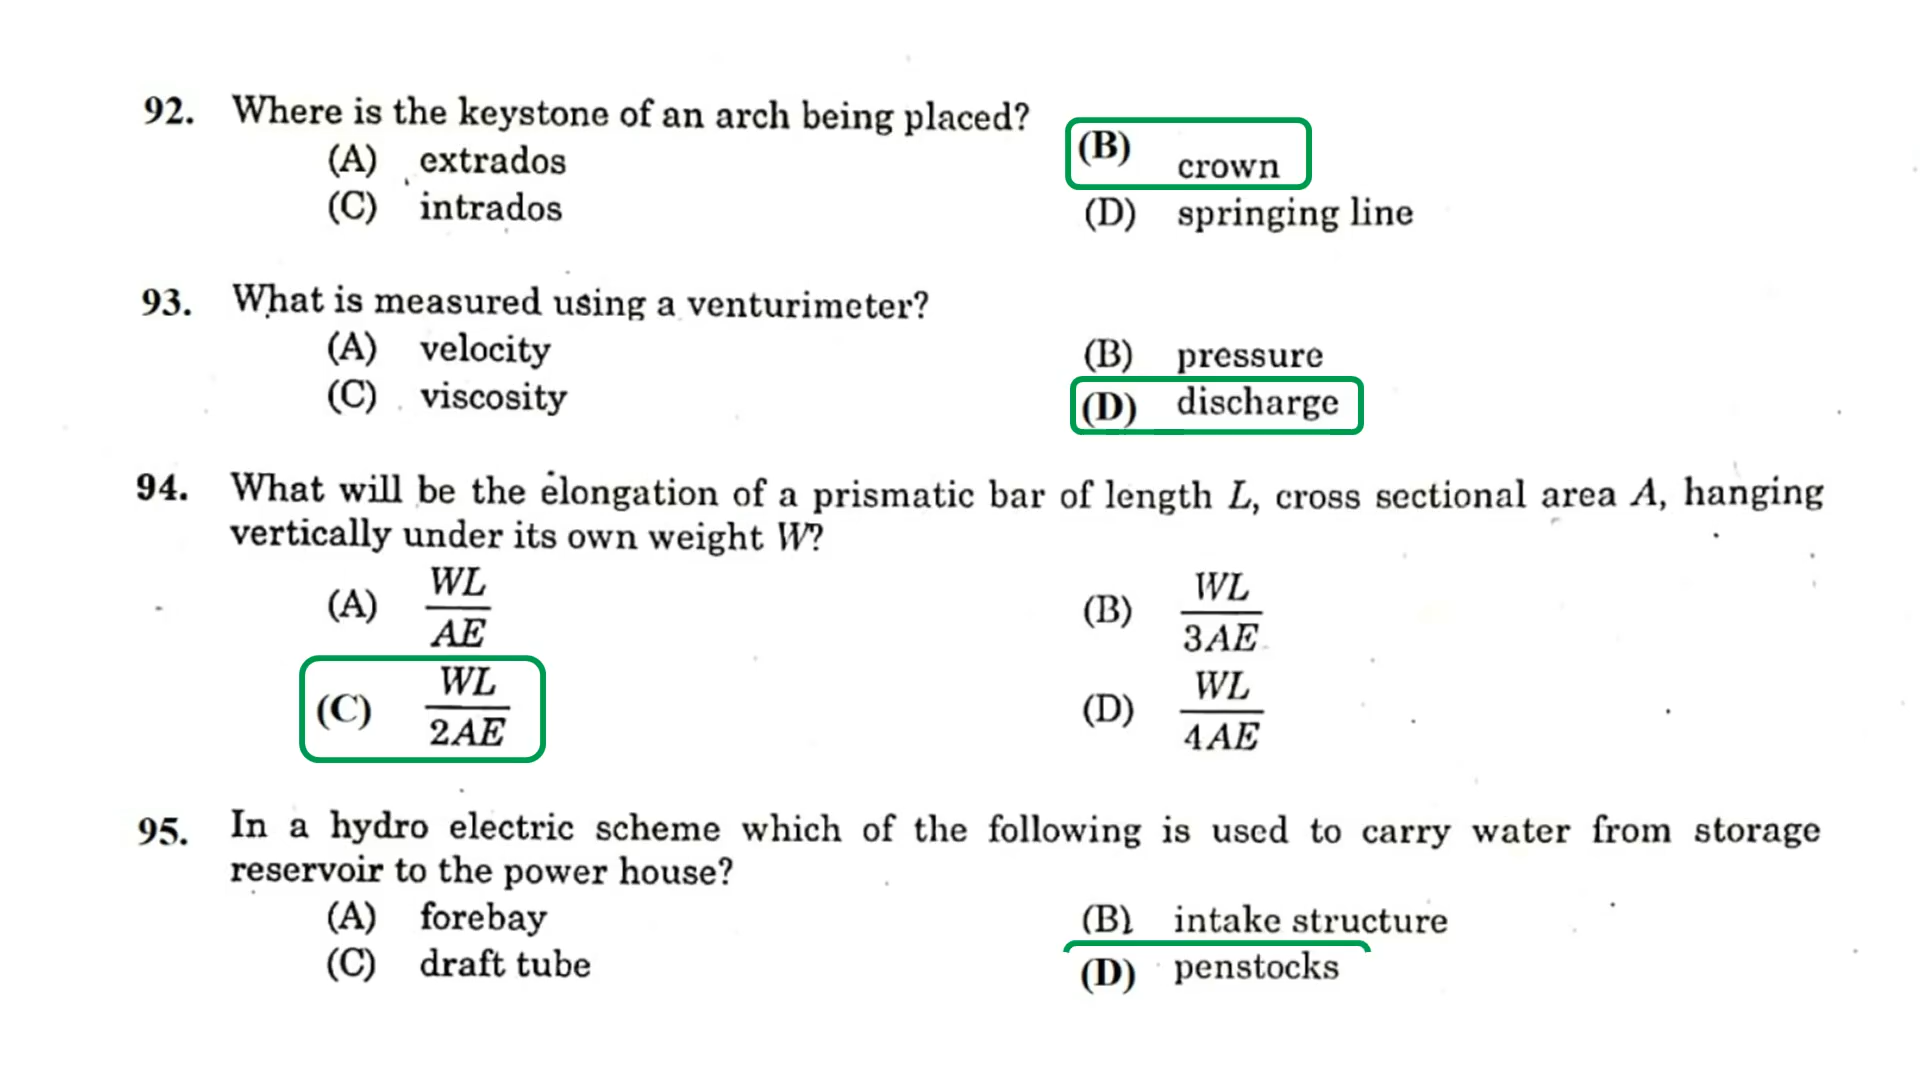 92. Where is the keystone of an arch being placed?
(A) extrados (B) crown
(C) intrados (D) springing line
93. What is measured using a venturimeter?
(A) velocity (B) pressure
(C) viscosity (D) discharge
94. What will be the elongation of a prismatic bar of length L, cross sectional area A, hanging
vertically under its own weight W?
(A) WL/AE (B) WL/3AE
(C) WL/2AE (D) WL/4AE
95. In a hydro electric scheme which of the following is used to carry water from storage
reservoir to the power house?
(A) forebay (B) intake structure
(C) draft tube (D) penstocks